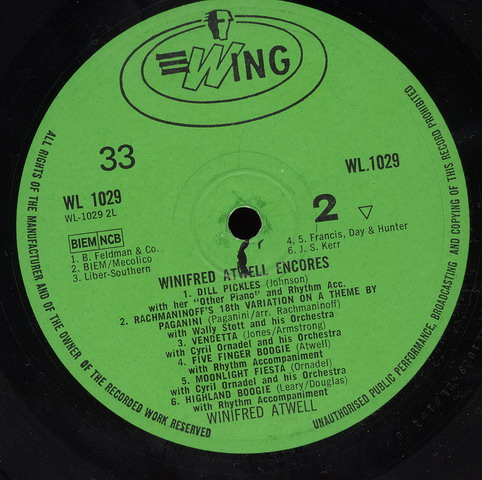 WING
33
WL 1029
WL-1029 2L
WL.1029
2
BIEM NCB
1. B. Feldman & Co.
2. BIEM/Mecolico
3. Liber-Southern
4, 5. Francis, Day & Hunter
6. J. S. Kerr
WINIFRED ATWELL ENCORES
1. DILL PICKLES (Johnson)
with her "Other Piano" and Rhythm Acc.
2. RACHMANINOFF'S 18th VARIATION ON A THEME BY
PAGANINI (Paganini/arr. Rachmaninoff)
with Wally Stott and his Orchestra
3. VENDETTA (Jones/Armstrong)
with Cyril Ornadel and his Orchestra
4. FIVE FINGER BOOGIE (Atwell)
with Rhythm Accompaniment
5. MOONLIGHT FIESTA (Ornadel)
with Cyril Ornadel and his Orchestra
6. HIGHLAND BOOGIE (Leary/Douglas)
with Rhythm Accompaniment
WINIFRED ATWELL
ALL RIGHTS OF THE MANUFACTURER AND OF THE OWNER OF THE RECORDED WORK RESERVED
UNAUTHORISED PUBLIC PERFORMANCE, BROADCASTING AND COPYING OF THIS RECORD PROHIBITED